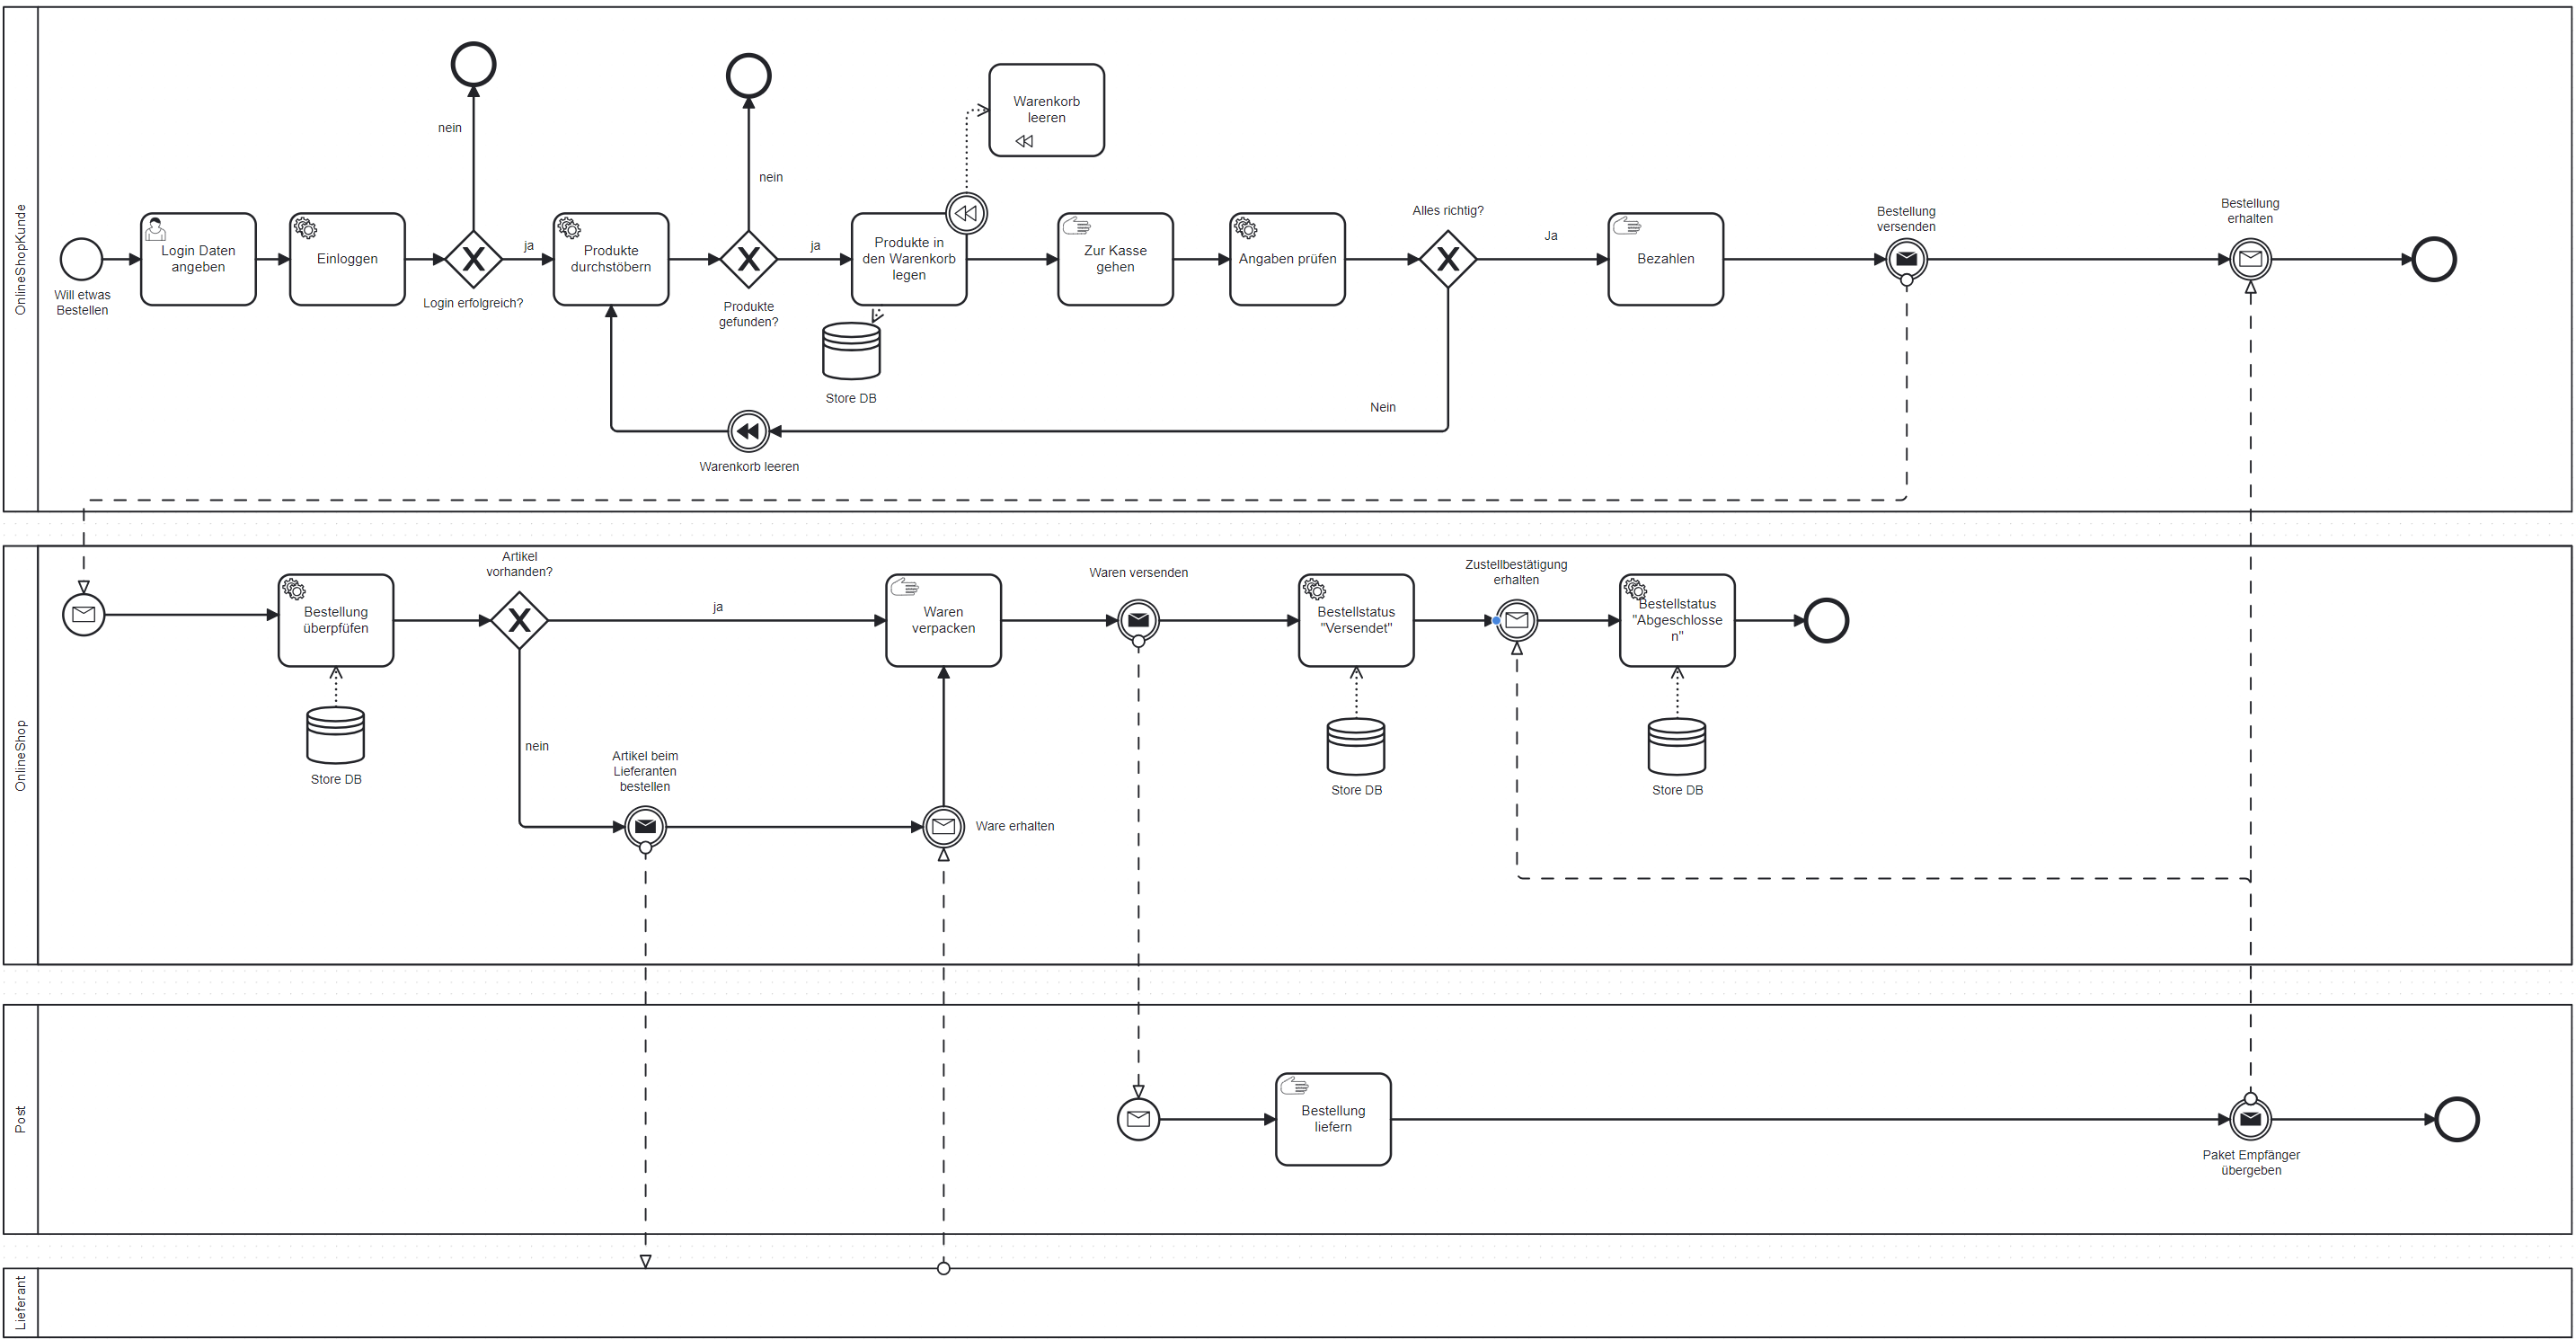 OnlineShopKunde
Will etwas
Bestellen
Login Daten
angeben
Einloggen
nein
Login erfolgreich?
ja
Produkte
durchstöbern
nein
Produkte
gefunden?
ja
Produkte in
den Warenkorb
legen
Warenkorb
leeren
Store DB
Zur Kasse
gehen
Angaben prüfen
Alles richtig?
Ja
Nein
Warenkorb leeren
Bezahlen
Bestellung
versenden
Bestellung
erhalten
OnlineShop
Bestellung
überpfüfen
Store DB
Artikel
vorhanden?
ja
nein
Artikel beim
Lieferanten
bestellen
Ware erhalten
Waren
verpacken
Waren versenden
Bestellstatus
"Versendet"
Store DB
Zustellbestätigung
erhalten
Bestellstatus
"Abgeschlosse
n"
Store DB
Post
Bestellung
liefern
Paket Empfänger
übergeben
Lieferant